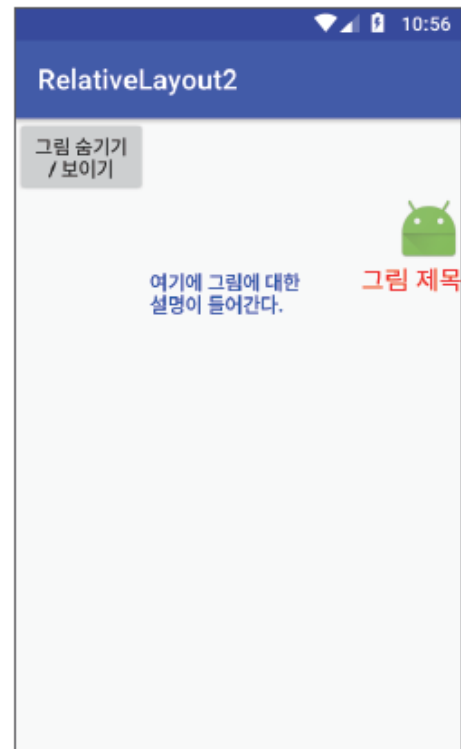 10:56
RelativeLayout2
그림 숨기기
/ 보이기
여기에 그림에 대한
설명이 들어간다.
그림 제목